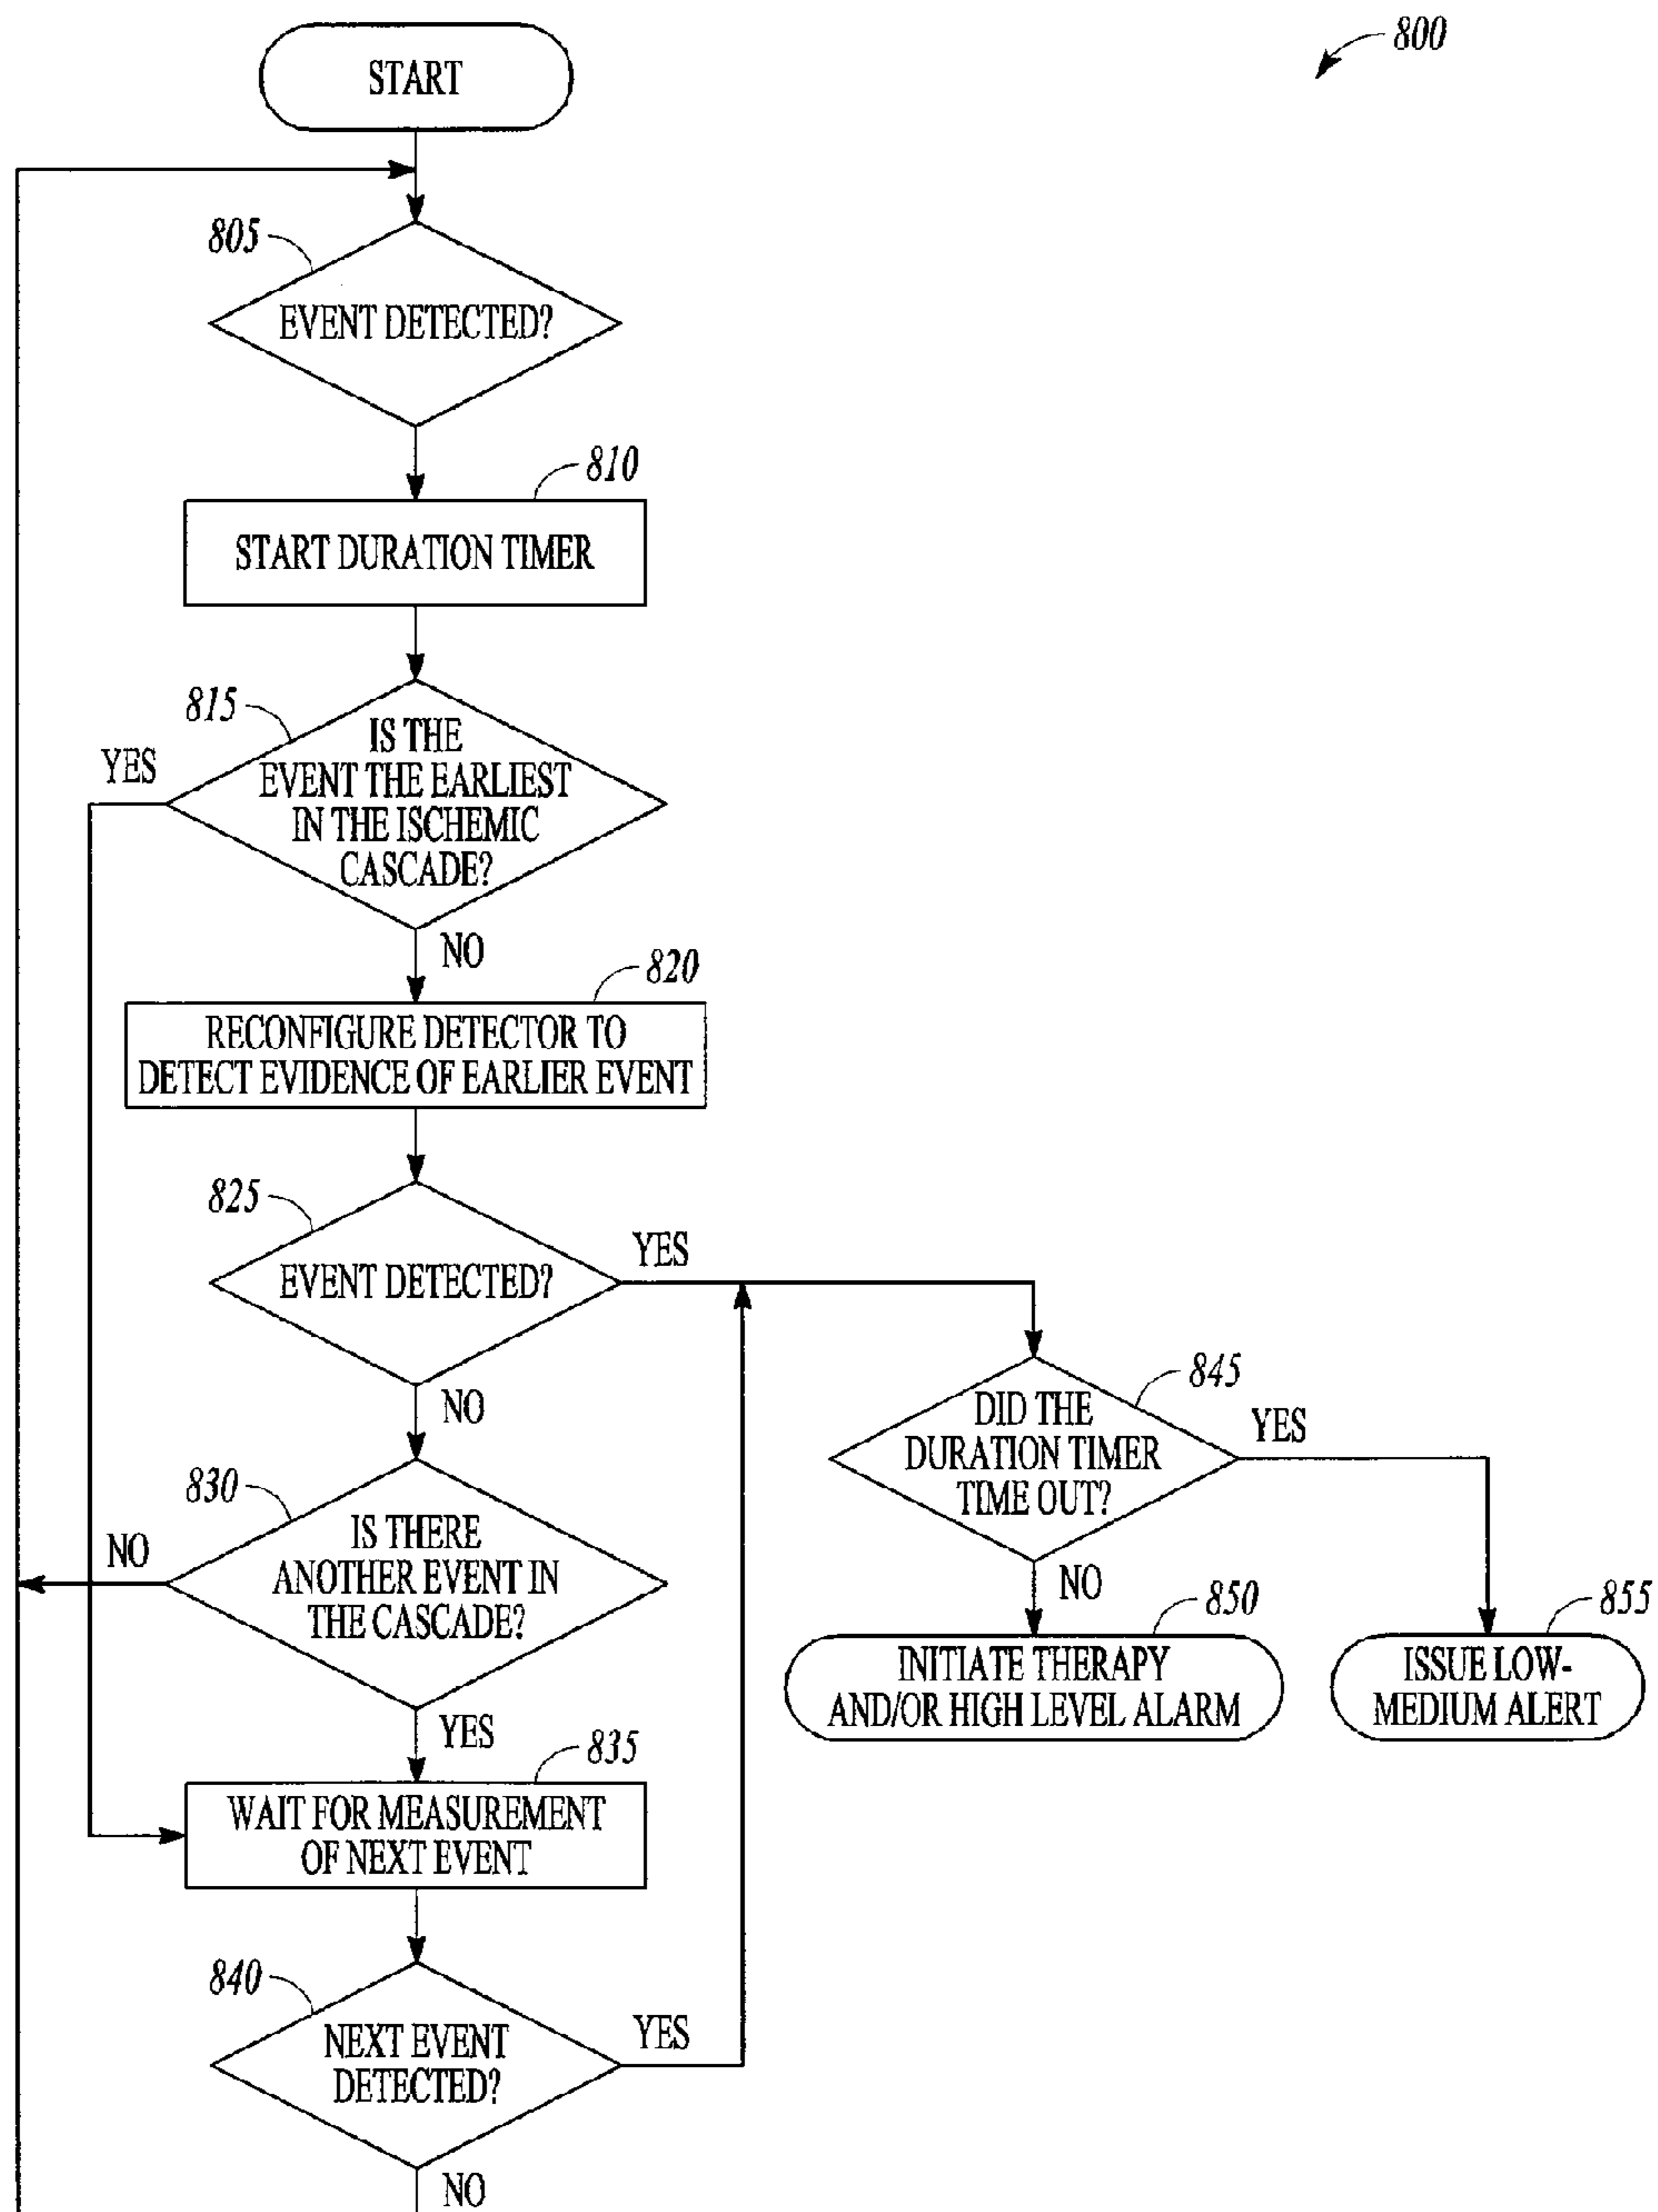 800
START
805
EVENT DETECTED?
810
START DURATION TIMER
815
YES
IS THE
EVENT THE EARLIEST
IN THE ISCHEMIC
CASCADE?
NO
820
RECONFIGURE DETECTOR TO
DETECT EVIDENCE OF EARLIER EVENT
825
YES
EVENT DETECTED?
NO
845
DID THE
DURATION TIMER
TIME OUT?
YES
NO
830
NO
IS THERE
ANOTHER EVENT IN
THE CASCADE?
YES
850
INITIATE THERAPY
AND/OR HIGH LEVEL ALARM
855
ISSUE LOW-
MEDIUM ALERT
835
WAIT FOR MEASUREMENT
OF NEXT EVENT
840
YES
NEXT EVENT
DETECTED?
NO